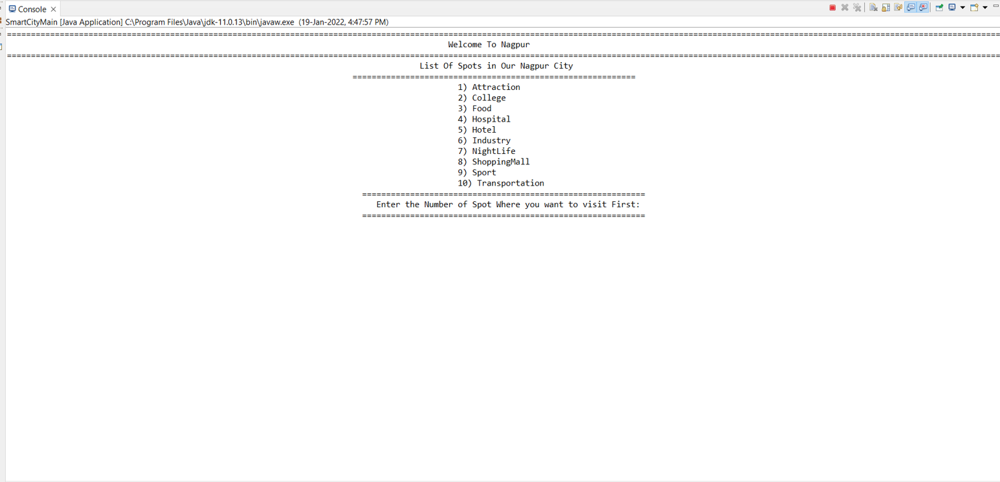 Console
SmartCityMain [Java Application] C:\Program Files\Java\jdk-11.0.13\bin\javaw.exe (19-Jan-2022, 4:47:57 PM)
================================================================================================================================================================================================================
Welcome To Nagpur
================================================================================================================================================================================================================
List Of Spots in Our Nagpur City
===========================================================
1) Attraction
2) College
3) Food
4) Hospital
5) Hotel
6) Industry
7) NightLife
8) ShoppingMall
9) Sport
10) Transportation
===========================================================
Enter the Number of Spot Where you want to visit First:
===========================================================